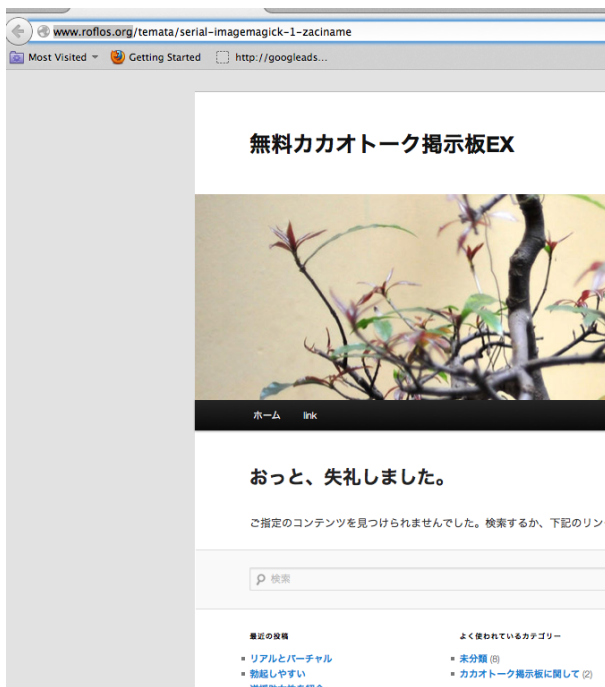 www.roflos.org/temata/serial-imagemagick-1-zaciname
Most Visited Getting Started http://googleads...
無料カカオトーク掲示板EX
ホーム link
おっと、失礼しました。
ご指定のコンテンツを見つけられませんでした。検索するか、下記のリン
検索
最近の投稿 よく使われているカテゴリー
リアルとバーチャル 未分類 (8)
勃起しやすい カカオトーク掲示板に関して (2)